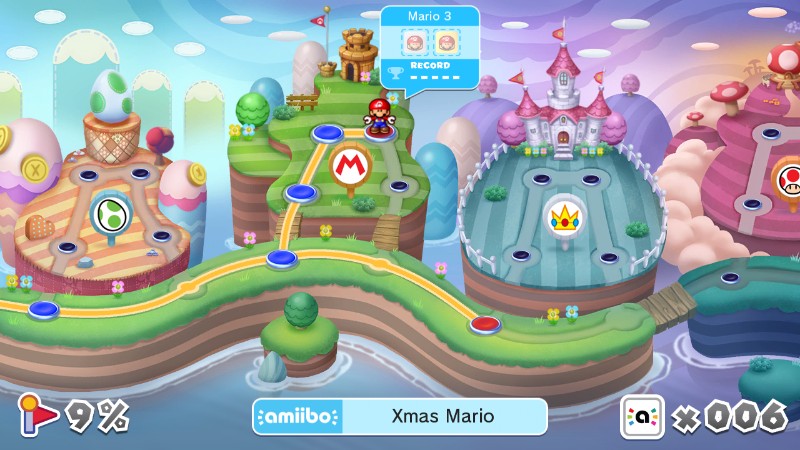 Mario 3
RECORD
-----
M
9%
amiibo
Xmas Mario
a
×006